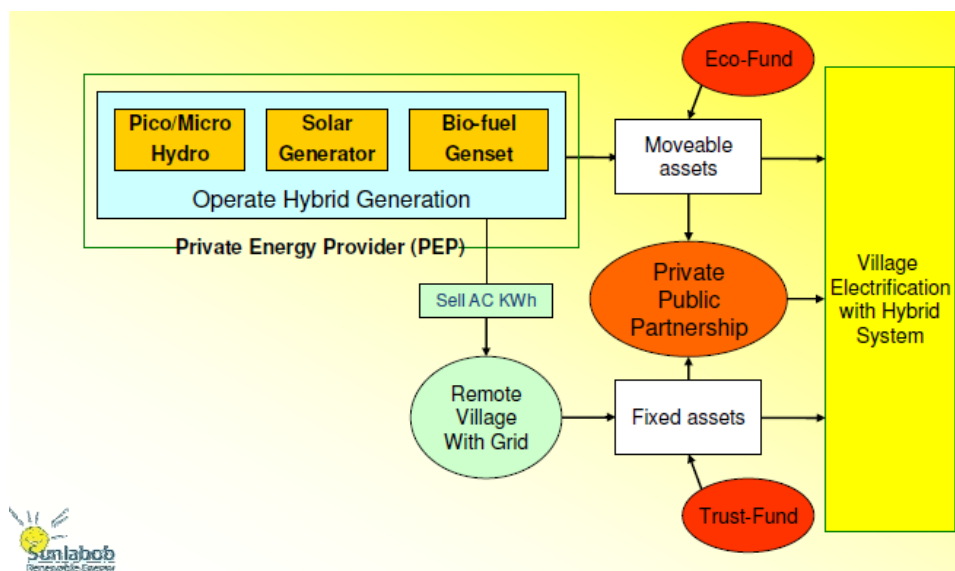 Eco-Fund
Pico/Micro
Hydro
Solar
Generator
Bio-fuel
Genset
Operate Hybrid Generation
Private Energy Provider (PEP)
Moveable
assets
Sell AC KWh
Private
Public
Partnership
Village
Electrification
with Hybrid
System
Remote
Village
With Grid
Fixed assets
Trust-Fund
Sunlabob
Renewable Energy